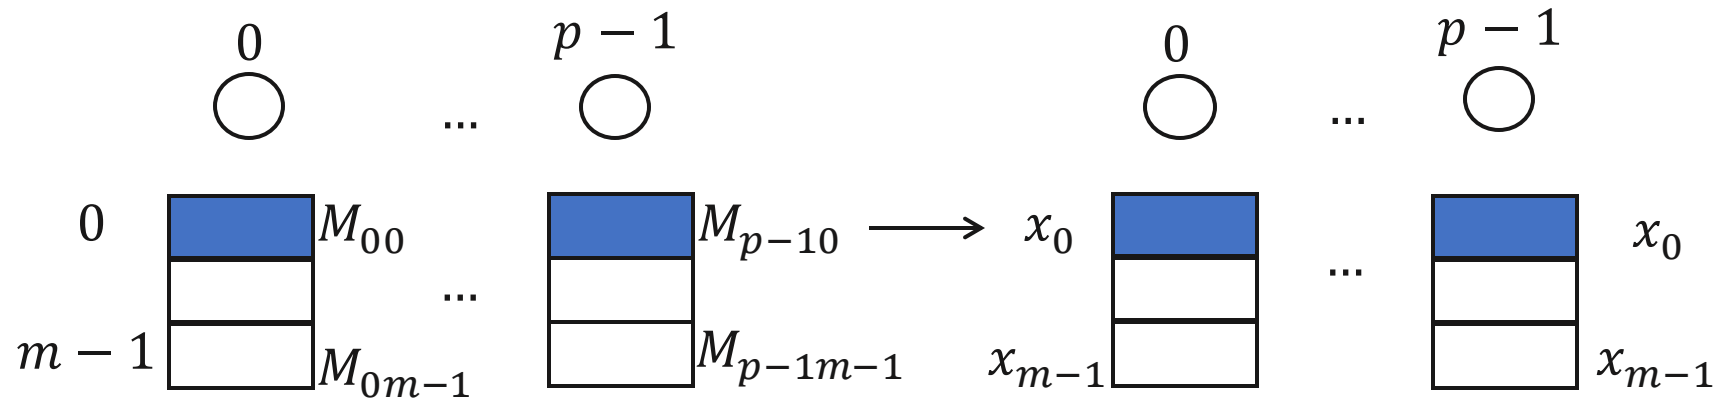 0 p − 1 0 p − 1
... ...
0 M₀₀ M₍p−10₎ x₀ x₀
... ...
m − 1 M₀m−1 Mp−1m−1 xm−1 xm−1